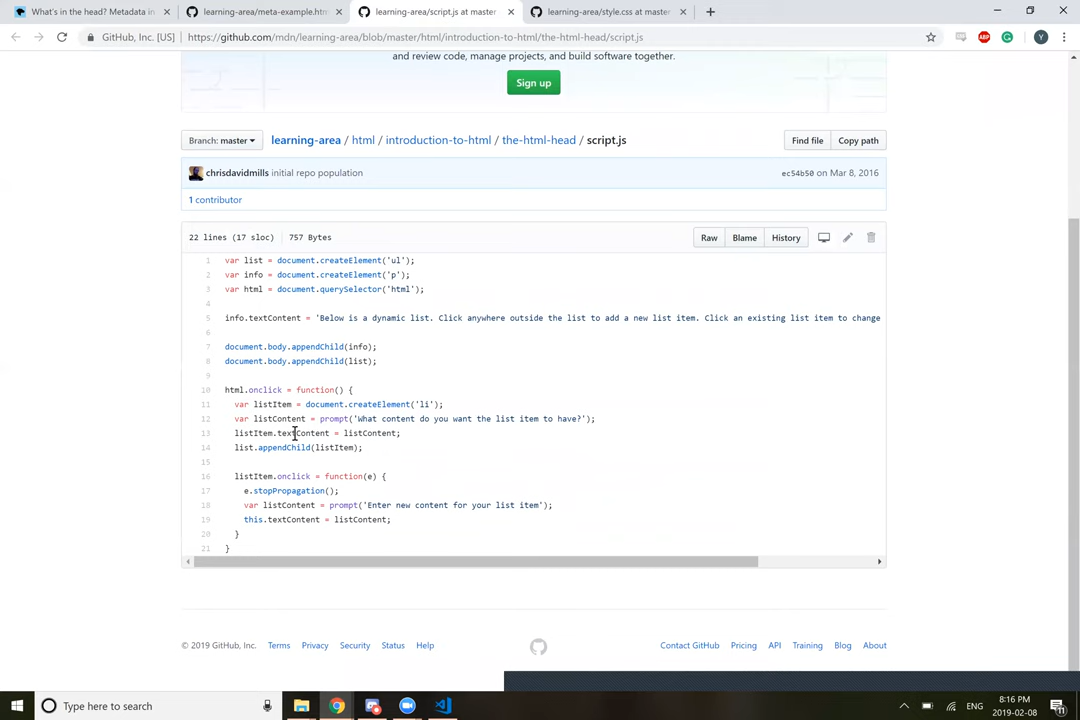 What's in the head? Metadata in
learning-area/meta-example.htm
learning-area/script.js at master
learning-area/style.css at mast
GitHub, Inc. [US]
https://github.com/mdn/learning-area/blob/master/html/introduction-to-html/the-html-head/script.js
ABP
G
Y
and review code, manage projects, and build software together.
Sign up
Branch: master
learning-area / html / introduction-to-html / the-html-head / script.js
Find file
Copy path
chrisdavidmills initial repo population
ec54b50 on Mar 8, 2016
1 contributor
22 lines (17 sloc)
757 Bytes
Raw
Blame
History
1 var list = document.createElement('ul');
2 var info = document.createElement('p');
3 var html = document.querySelector('html');
4
5 info.textContent = 'Below is a dynamic list. Click anywhere outside the list to add a new list item. Click an existing list item to change
6
7 document.body.appendChild(info);
8 document.body.appendChild(list);
9
10 html.onclick = function() {
11 var listItem = document.createElement('li');
12 var listContent = prompt('What content do you want the list item to have?');
13 listItem.textContent = listContent;
14 list.appendChild(listItem);
15
16 listItem.onclick = function(e) {
17 e.stopPropagation();
18 var listContent = prompt('Enter new content for your list item');
19 this.textContent = listContent;
20 }
21 }
© 2019 GitHub, Inc.
Terms
Privacy
Security
Status
Help
Contact GitHub
Pricing
API
Training
Blog
About
Type here to search
ENG
8:16 PM
2019-02-08